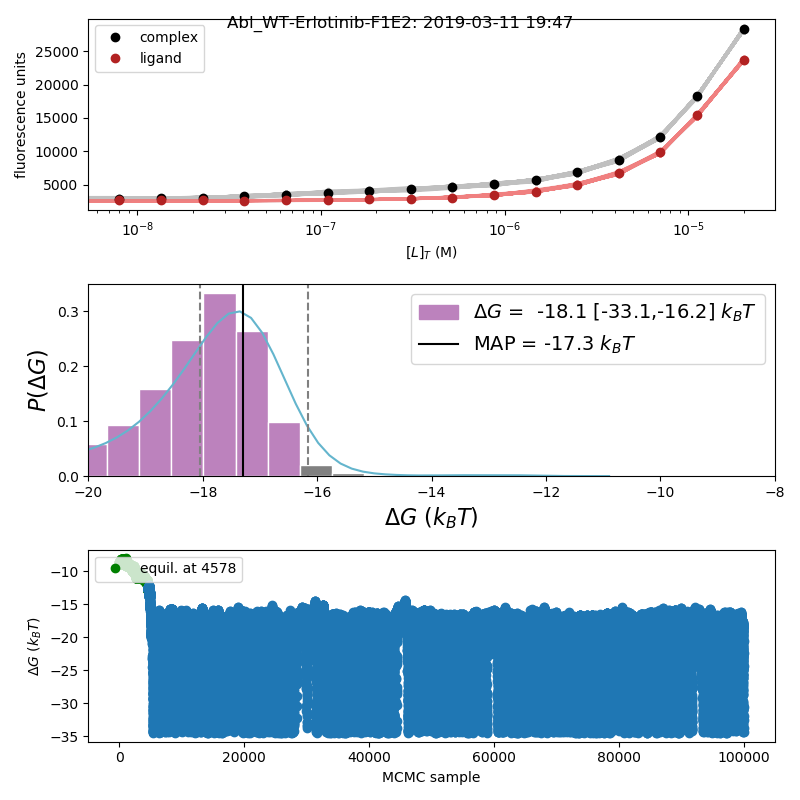 Abl_WT-Erlotinib-F1E2: 2019-03-11 19:47
complex
ligand
fluorescence units
25000
20000
15000
10000
5000
10⁻⁸
10⁻⁷
10⁻⁶
10⁻⁵
[L]_T (M)
ΔG = -18.1 [-33.1,-16.2] k_BT
MAP = -17.3 k_BT
P(ΔG)
0.3
0.2
0.1
0.0
−20
−18
−16
−14
−12
−10
−8
ΔG (k_BT)
equil. at 4578
ΔG (k_BT)
−10
−15
−20
−25
−30
−35
0
20000
40000
60000
80000
100000
MCMC sample